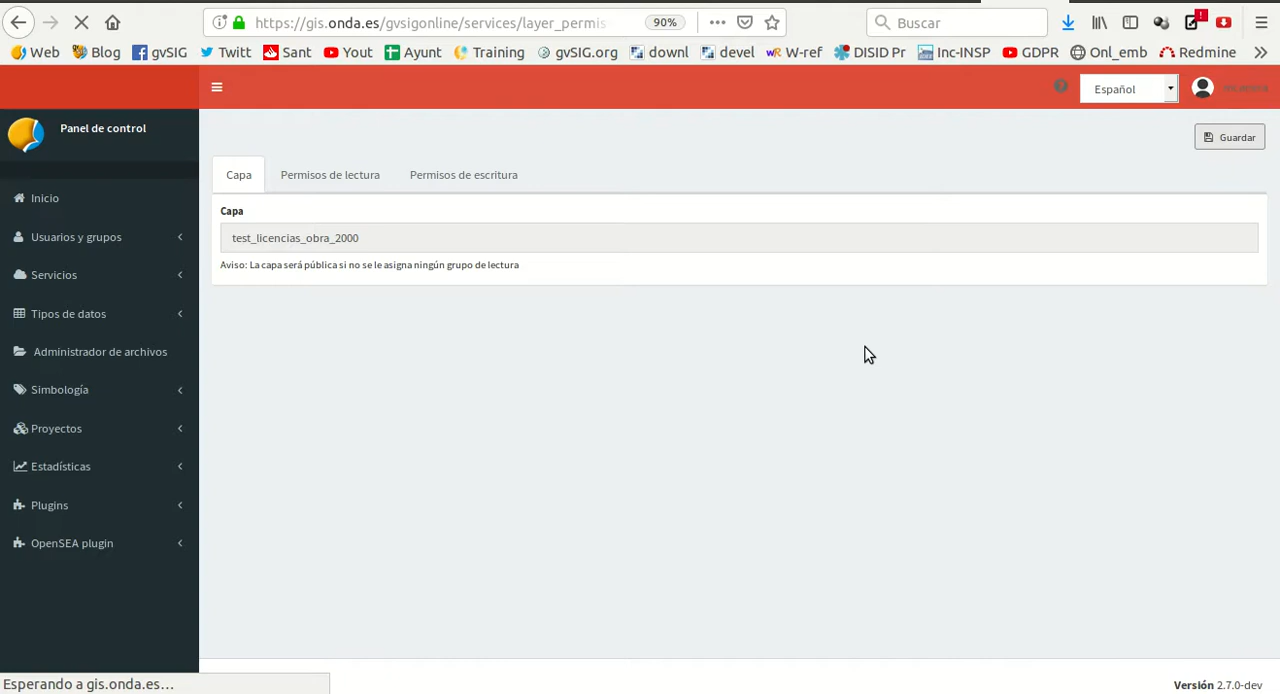 https://gis.onda.es/gvsigonline/services/layer_permis
90%
Buscar
Web Blog gvSIG Twitt Sant Yout Ayunt Training gvSIG.org downl devel W-ref DISID Pr Inc-INSP GDPR Onl_emb Redmine
Español
Panel de control
Guardar
Capa Permisos de lectura Permisos de escritura
Capa
test_licencias_obra_2000
Aviso: La capa será pública si no se le asigna ningún grupo de lectura
Inicio
Usuarios y grupos
Servicios
Tipos de datos
Administrador de archivos
Simbología
Proyectos
Estadísticas
Plugins
OpenSEA plugin
Esperando a gis.onda.es…
Versión 2.7.0-dev